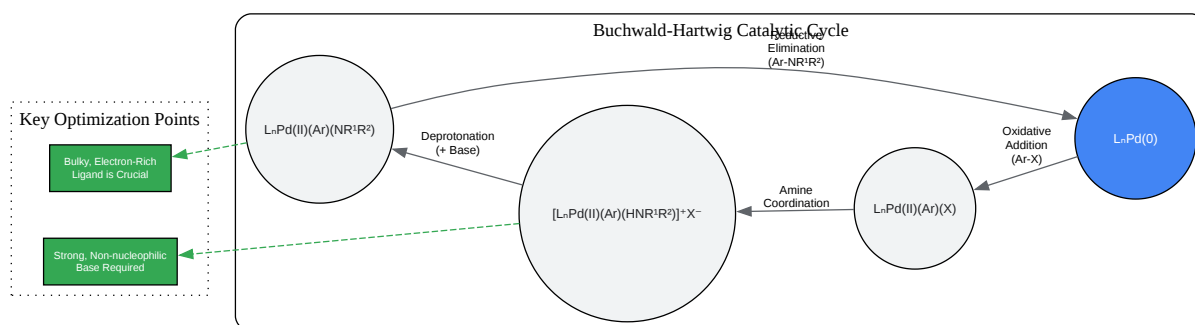 Buchwald-Hartwig Catalytic Cycle
Reductive
Elimination
(Ar-NR¹R²)
Key Optimization Points
LₙPd(II)(Ar)(NR¹R²)
Deprotonation
(+ Base)
Oxidative
Addition
(Ar-X)
LₙPd(0)
Bulky, Electron-Rich
Ligand is Crucial
Amine
Coordination
[LₙPd(II)(Ar)(HNR¹R²)]⁺X⁻
LₙPd(II)(Ar)(X)
Strong, Non-nucleophilic
Base Required